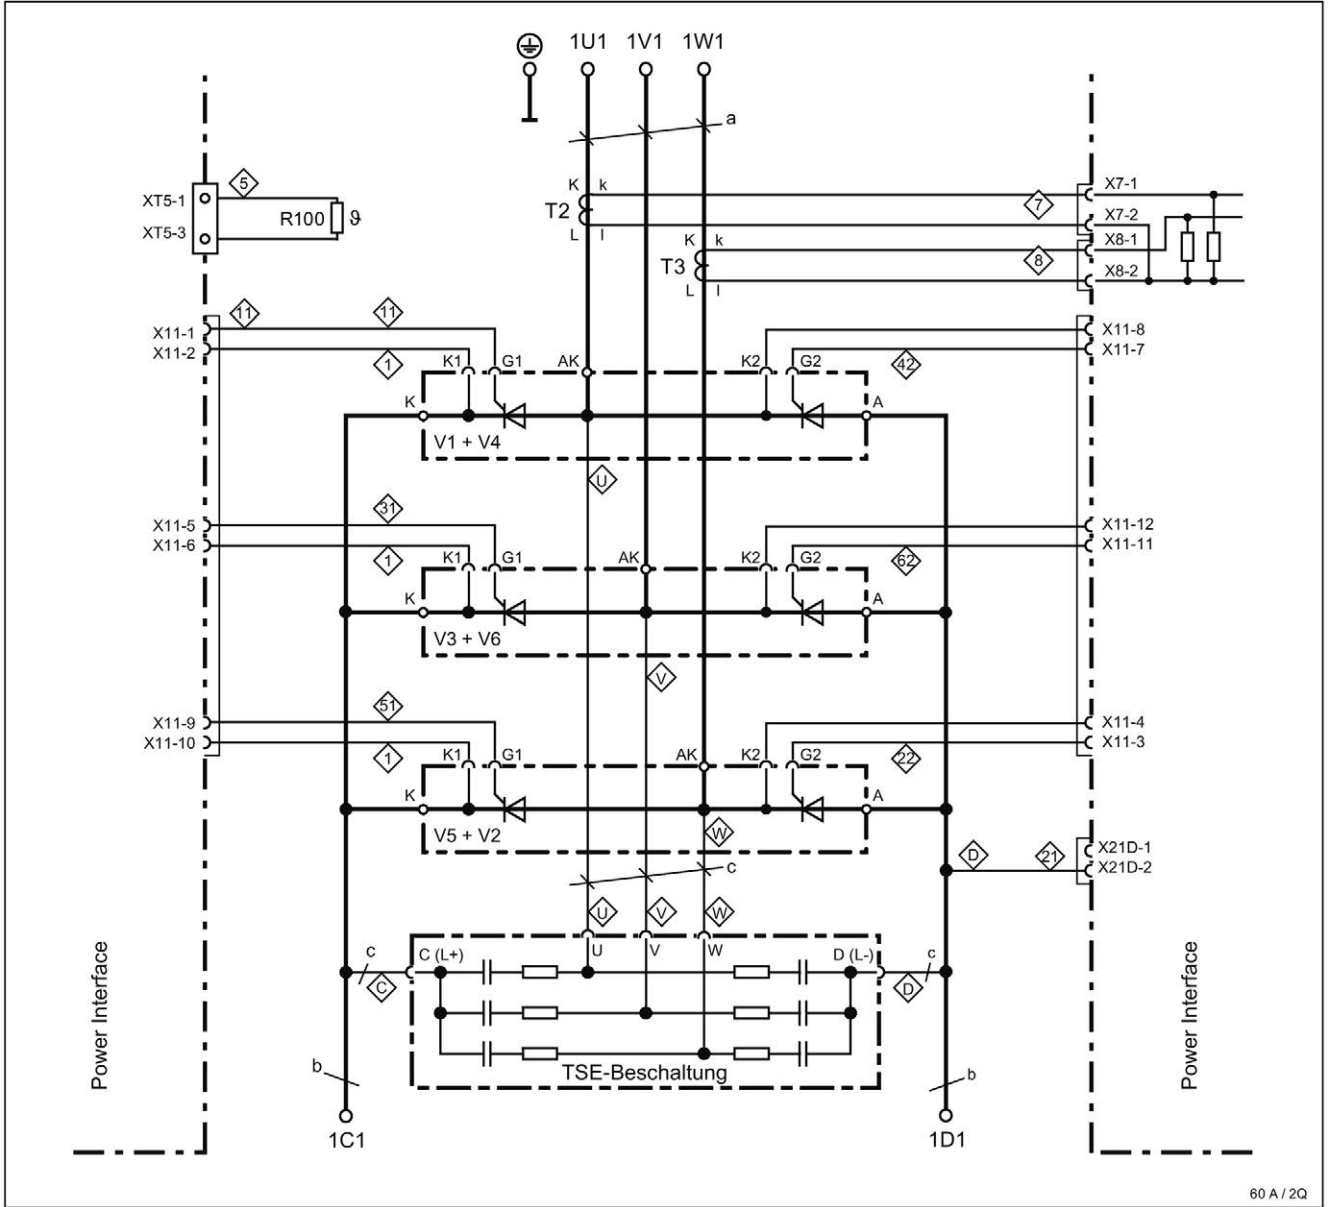 1U1 1V1 1W1
a
5
XT5-1
R100 ϑ
XT5-3
K k
T2
L l
7
X7-1
X7-2
K k
T3
L l
8
X8-1
X8-2
11 11
X11-1
X11-2
1
K1 G1 AK K2 G2
42
X11-8
X11-7
K A
V1 + V4
U
31
X11-5
X11-6
1
K1 G1 AK K2 G2
62
X11-12
X11-11
K A
V3 + V6
V
51
X11-9
X11-10
1
K1 G1 AK K2 G2
22
X11-4
X11-3
K A
V5 + V2
W
c
D 21
X21D-1
X21D-2
U V W
U V W
c C (L+) D (L-) c
C D
TSE-Beschaltung
b b
1C1 1D1
Power Interface
Power Interface
60 A / 2Q